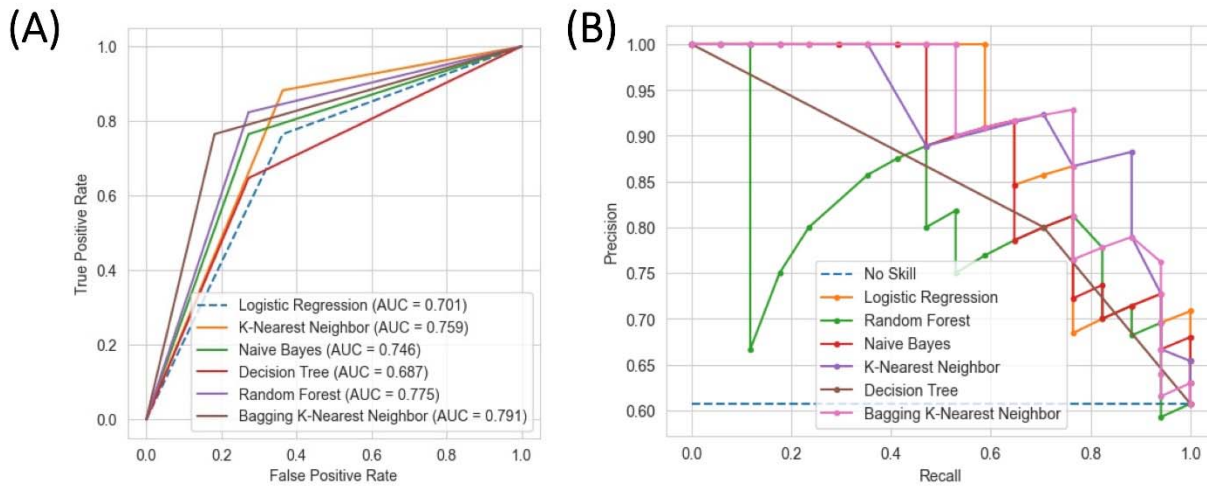 (A)
True Positive Rate
1.0
0.8
0.6
0.4
0.2
0.0
Logistic Regression (AUC = 0.701)
K-Nearest Neighbor (AUC = 0.759)
Naive Bayes (AUC = 0.746)
Decision Tree (AUC = 0.687)
Random Forest (AUC = 0.775)
Bagging K-Nearest Neighbor (AUC = 0.791)
0.0 0.2 0.4 0.6 0.8 1.0
False Positive Rate
(B)
Precision
1.00
0.95
0.90
0.85
0.80
0.75
0.70
0.65
0.60
No Skill
Logistic Regression
Random Forest
Naive Bayes
K-Nearest Neighbor
Decision Tree
Bagging K-Nearest Neighbor
0.0 0.2 0.4 0.6 0.8 1.0
Recall